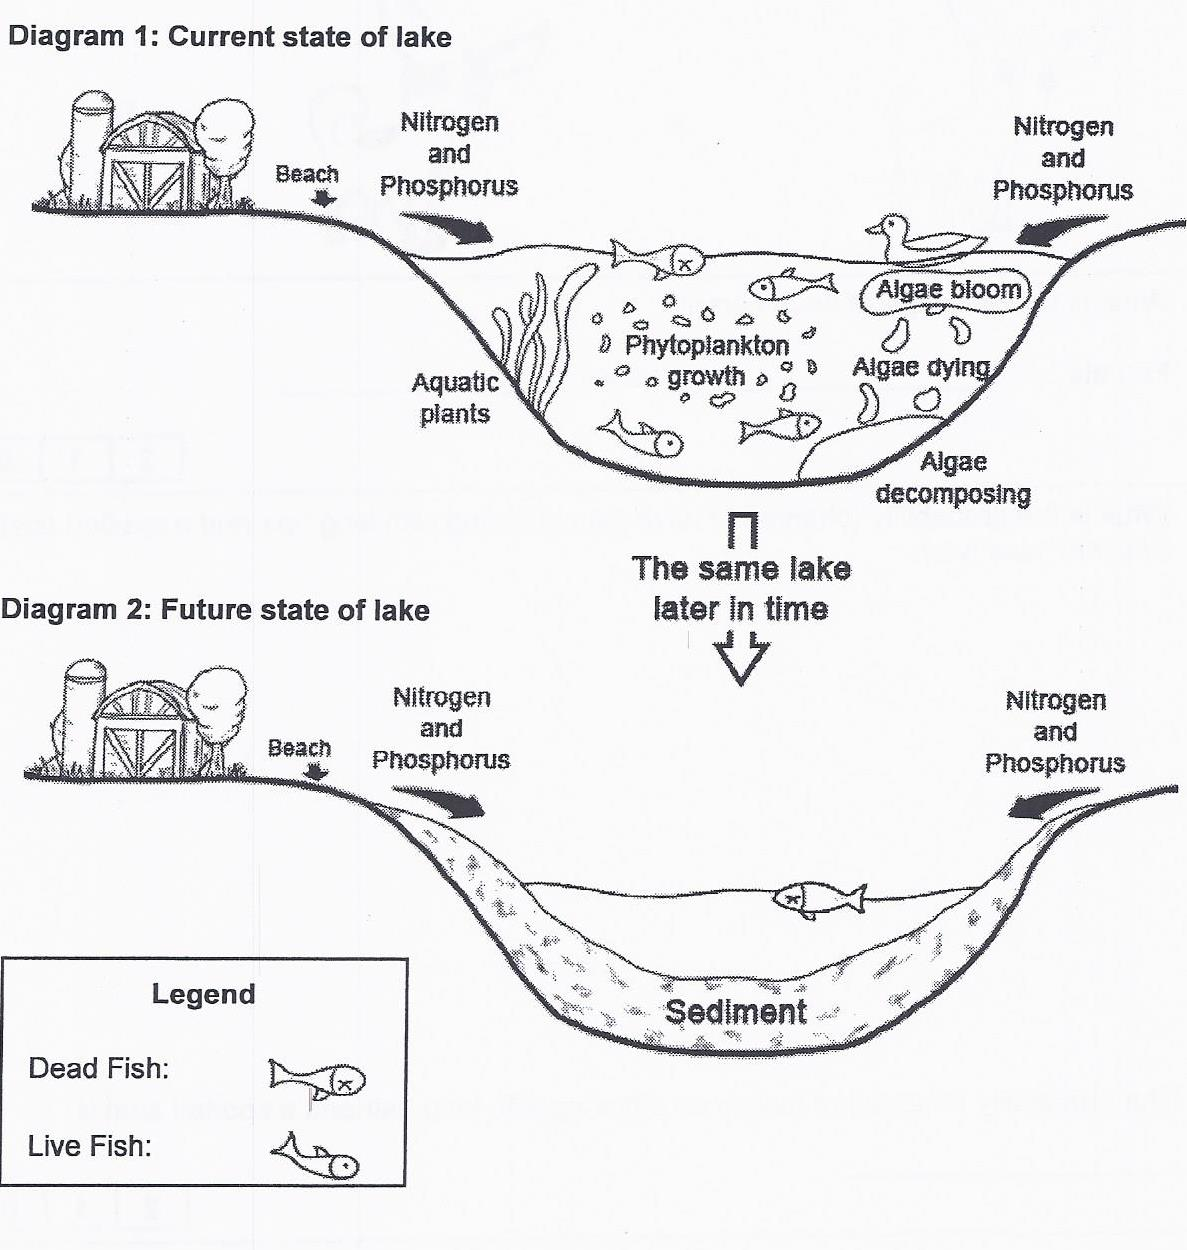 Diagram 1: Current state of lake
Nitrogen
and
Phosphorus
Beach
Nitrogen
and
Phosphorus
Algae bloom
Phytoplankton
growth
Algae dying
Aquatic
plants
Algae
decomposing
The same lake
later in time
Diagram 2: Future state of lake
Nitrogen
and
Phosphorus
Beach
Nitrogen
and
Phosphorus
Sediment
Legend
Dead Fish:
Live Fish: